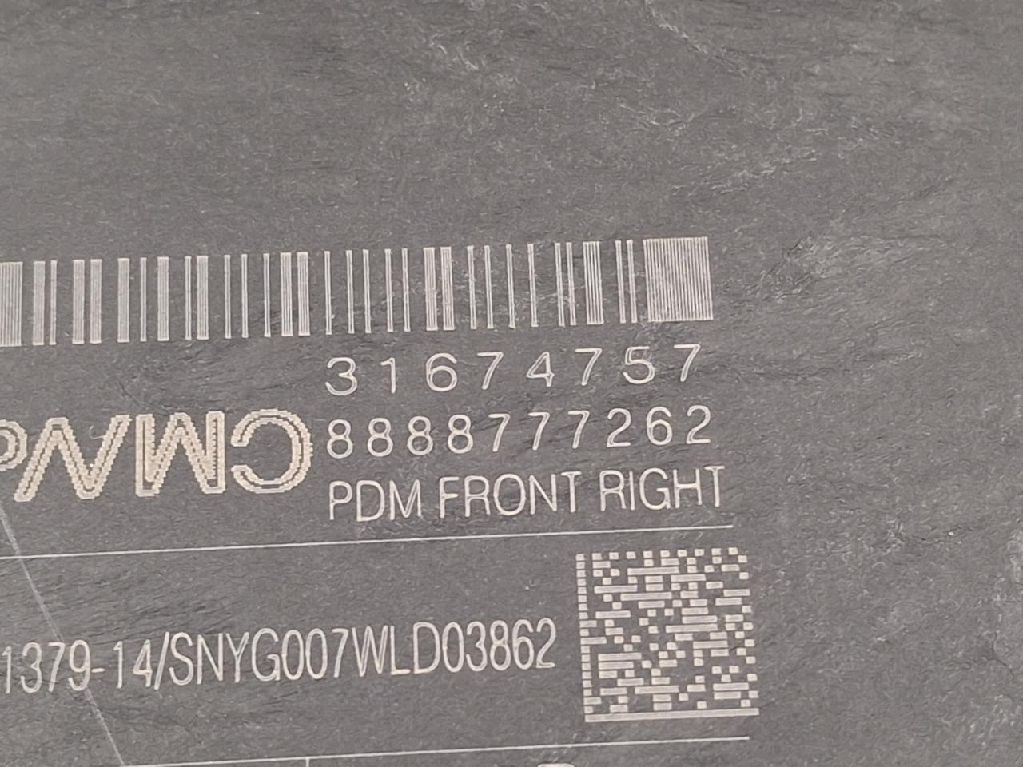 31674757
8888777262
PDM FRONT RIGHT
1379-14/SNYG007WLD03862